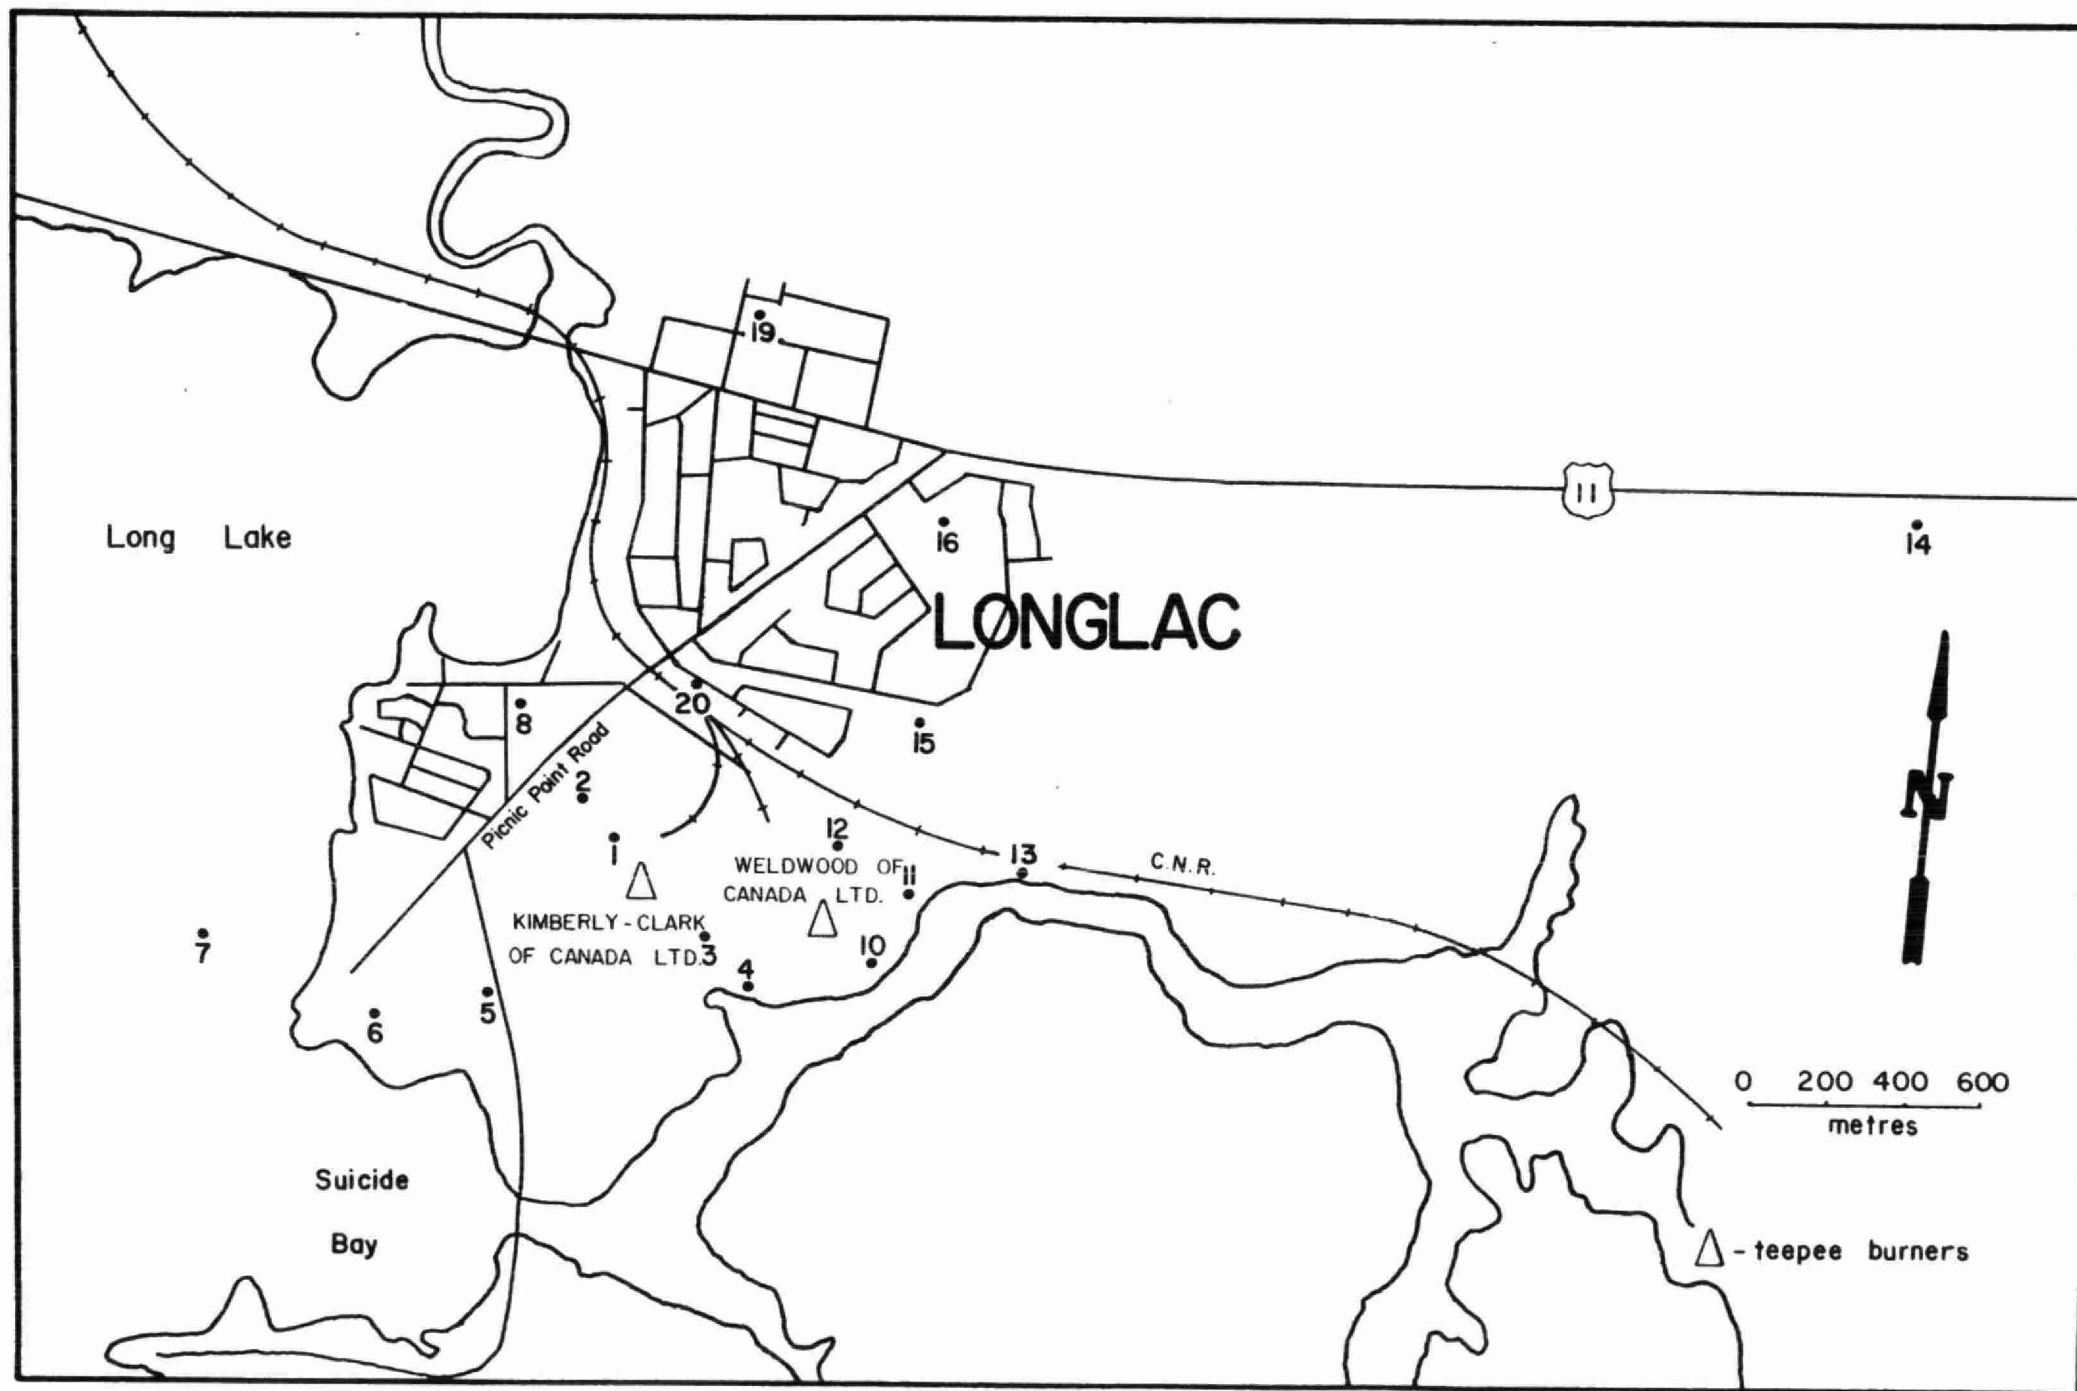 19
11
Long Lake
16
14
LONGLAC
20
8
15
Picnic Point Road
2
1
12
13
C.N.R.
WELDWOOD OF
CANADA LTD.
11
N
KIMBERLY-CLARK
OF CANADA LTD.
3
7
10
4
5
6
0 200 400 600
metres
Suicide
Bay
- teepee burners